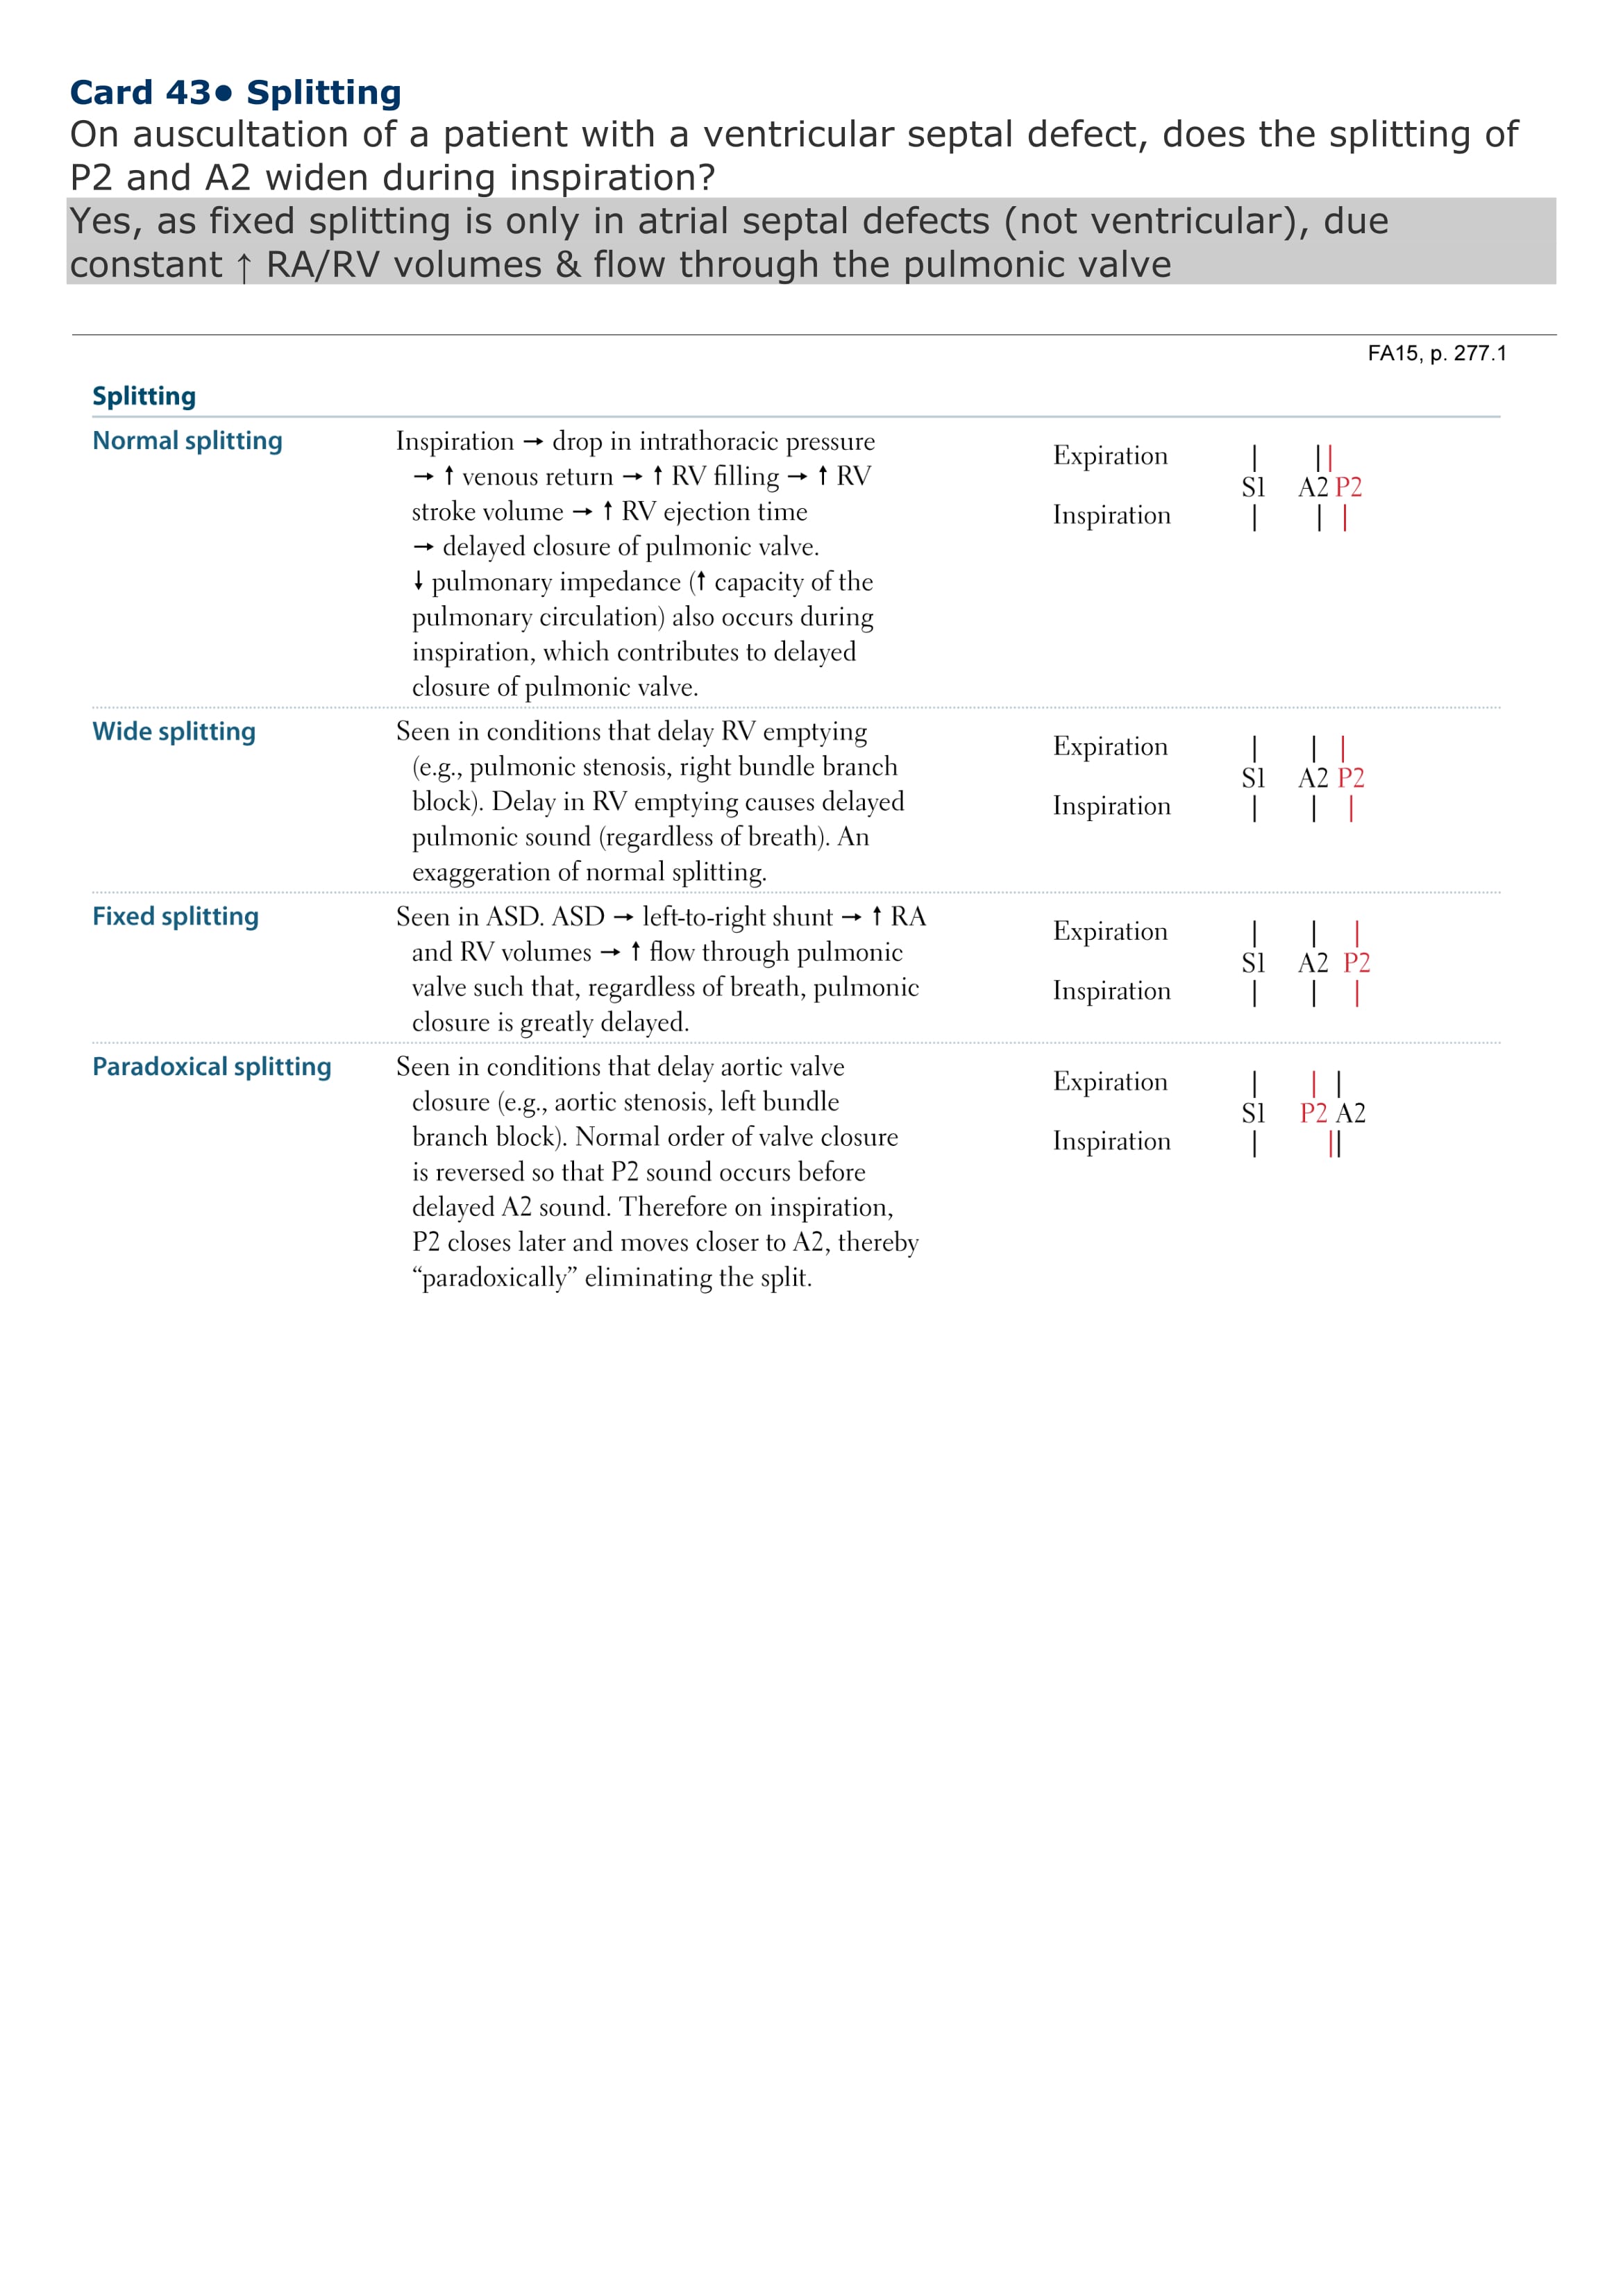 Card 43● Splitting
On auscultation of a patient with a ventricular septal defect, does the splitting of
P2 and A2 widen during inspiration?
Yes, as fixed splitting is only in atrial septal defects (not ventricular), due
constant ↑ RA/RV volumes & flow through the pulmonic valve
FA15, p. 277.1
Splitting
Normal splitting
Inspiration → drop in intrathoracic pressure
→ ↑ venous return → ↑ RV filling → ↑ RV
stroke volume → ↑ RV ejection time
→ delayed closure of pulmonic valve.
↓ pulmonary impedance (↑ capacity of the
pulmonary circulation) also occurs during
inspiration, which contributes to delayed
closure of pulmonic valve.
Expiration
S1 A2 P2
Inspiration
Wide splitting
Seen in conditions that delay RV emptying
(e.g., pulmonic stenosis, right bundle branch
block). Delay in RV emptying causes delayed
pulmonic sound (regardless of breath). An
exaggeration of normal splitting.
Expiration
S1 A2 P2
Inspiration
Fixed splitting
Seen in ASD. ASD → left-to-right shunt → ↑ RA
and RV volumes → ↑ flow through pulmonic
valve such that, regardless of breath, pulmonic
closure is greatly delayed.
Expiration
S1 A2 P2
Inspiration
Paradoxical splitting
Seen in conditions that delay aortic valve
closure (e.g., aortic stenosis, left bundle
branch block). Normal order of valve closure
is reversed so that P2 sound occurs before
delayed A2 sound. Therefore on inspiration,
P2 closes later and moves closer to A2, thereby
“paradoxically” eliminating the split.
Expiration
S1 P2 A2
Inspiration